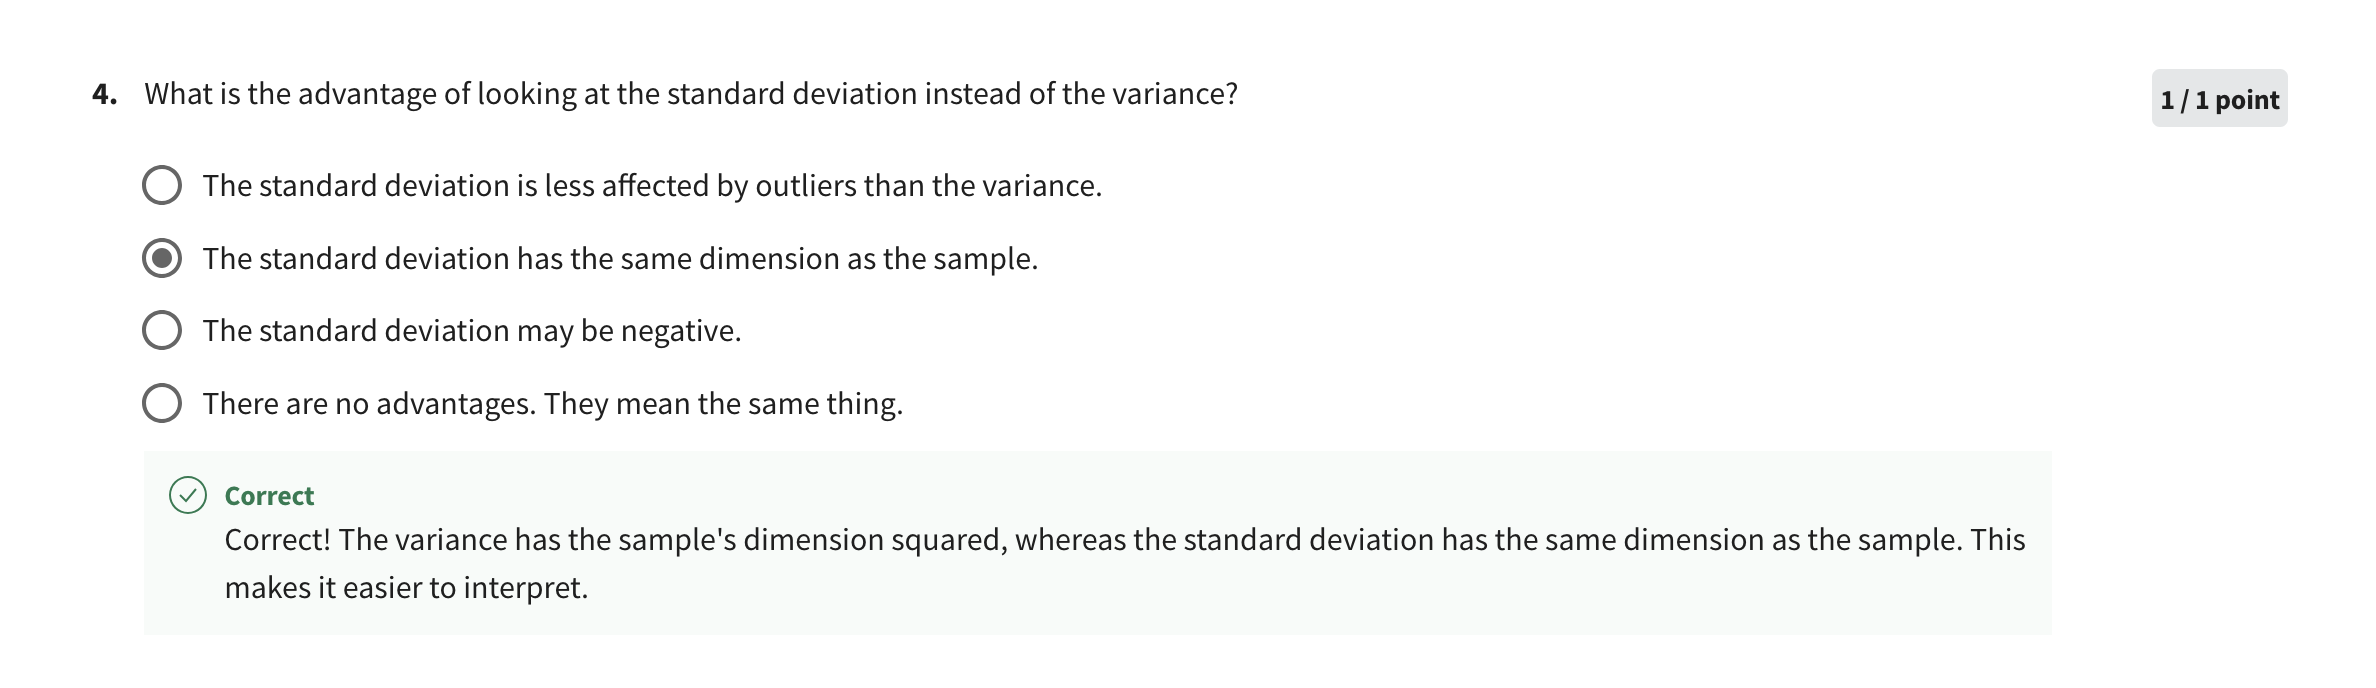 4. What is the advantage of looking at the standard deviation instead of the variance?
1 / 1 point
The standard deviation is less affected by outliers than the variance.
The standard deviation has the same dimension as the sample.
The standard deviation may be negative.
There are no advantages. They mean the same thing.
Correct
Correct! The variance has the sample's dimension squared, whereas the standard deviation has the same dimension as the sample. This
makes it easier to interpret.